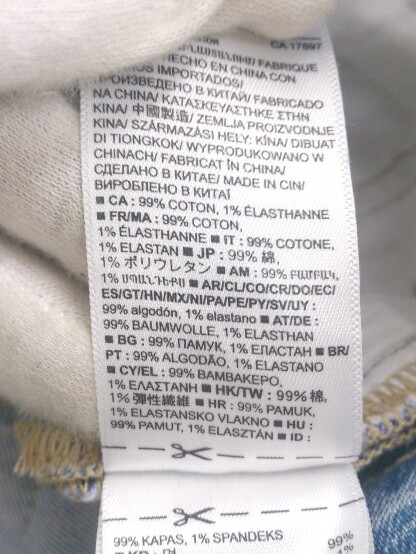 CA 17897
FABRIQUE
HECHO EN CHINA CON
IMPORTADOS/
ПРОИЗВЕДЕНО В КИТАЙ/ FABRICADO
NA CHINA/ ΚΑΤΑΣΚΕΥΑΣΤΗΚΕ ΣΤΗΝ
ΚΙΝΑ/ 中國製造/ ZEMLJA PROIZVODNJE
KINA/ SZÁRMAZÁSI HELY: KÍNA/ DIBUAT
DI TIONGKOK/ WYPRODUKOWANO W
CHINACH/ FABRICAT ÎN CHINA/
СДЕЛАНО В КИТАЕ/ MADE IN CIN/
ВИРОБЛЕНО В КИТАЇ
■ CA : 99% COTON, 1% ÉLASTHANNE
■ FR/MA : 99% COTON,
1% ÉLASTHANNE ■ IT : 99% COTONE,
1% ELASTAN ■ JP : 99% 綿,
1% ポリウレタン ■ AM : 99% ԲԱՄԲԱԿ,
1% ■ AR/CL/CO/CR/DO/EC/
ES/GT/HN/MX/NI/PA/PE/PY/SV/UY :
99% algodón, 1% elastano ■ AT/DE :
99% BAUMWOLLE, 1% ELASTHAN
■ BG : 99% ПАМУК, 1% ЕЛАСТАН ■ BR/
PT : 99% ALGODÃO, 1% ELASTANO
■ CY/EL : 99% ΒΑΜΒΑΚΕΡΟ,
1% ΕΛΑΣΤΑΝΗ ■ HK/TW : 99% 棉,
1% 彈性纖維 ■ HR : 99% PAMUK,
1% ELASTANSKO VLAKNO ■ HU :
99% PAMUT, 1% ELASZTÁN ■ ID :
99% KAPAS, 1% SPANDEKS
99%
1%